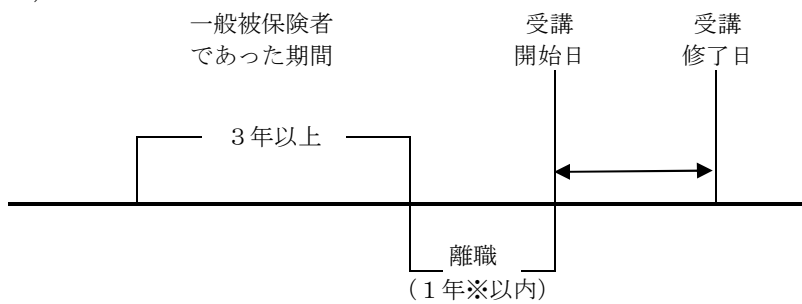 一般被保険者
であった期間
受講
開始日
受講
修了日
３年以上
離職
（１年※以内）